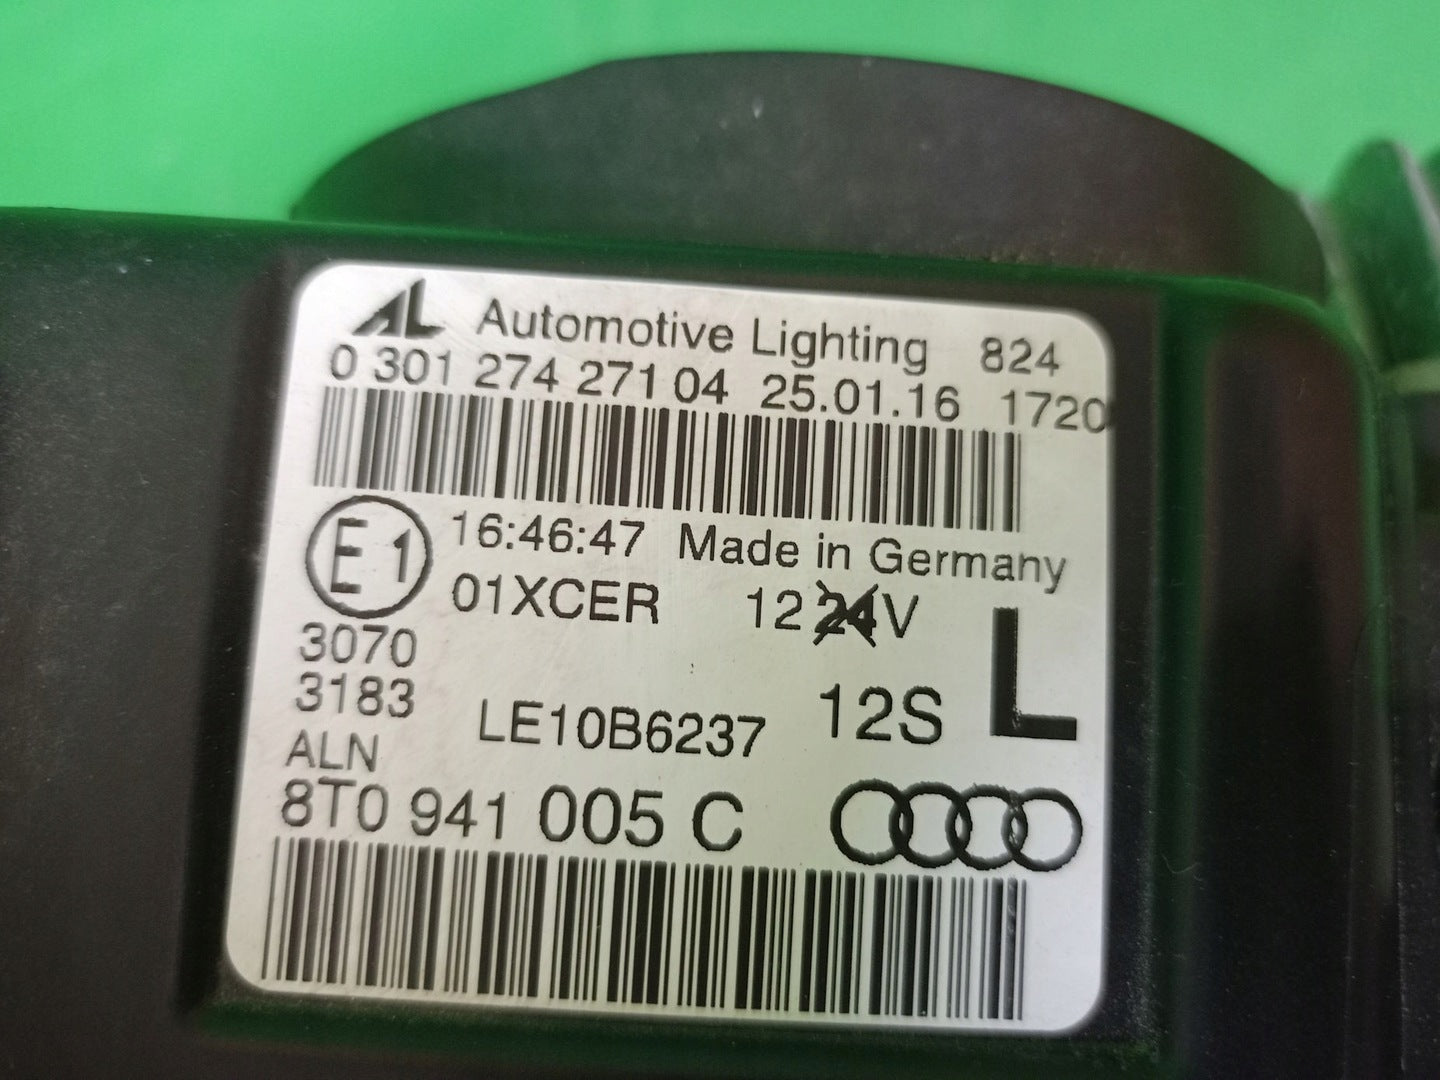 AL Automotive Lighting 824
0 301 274 271 04 25.01.16 1720
E1 16:46:47 Made in Germany
01XCER 12 24V
3070
3183
L
LE10B6237 12S
ALN
8T0 941 005 C